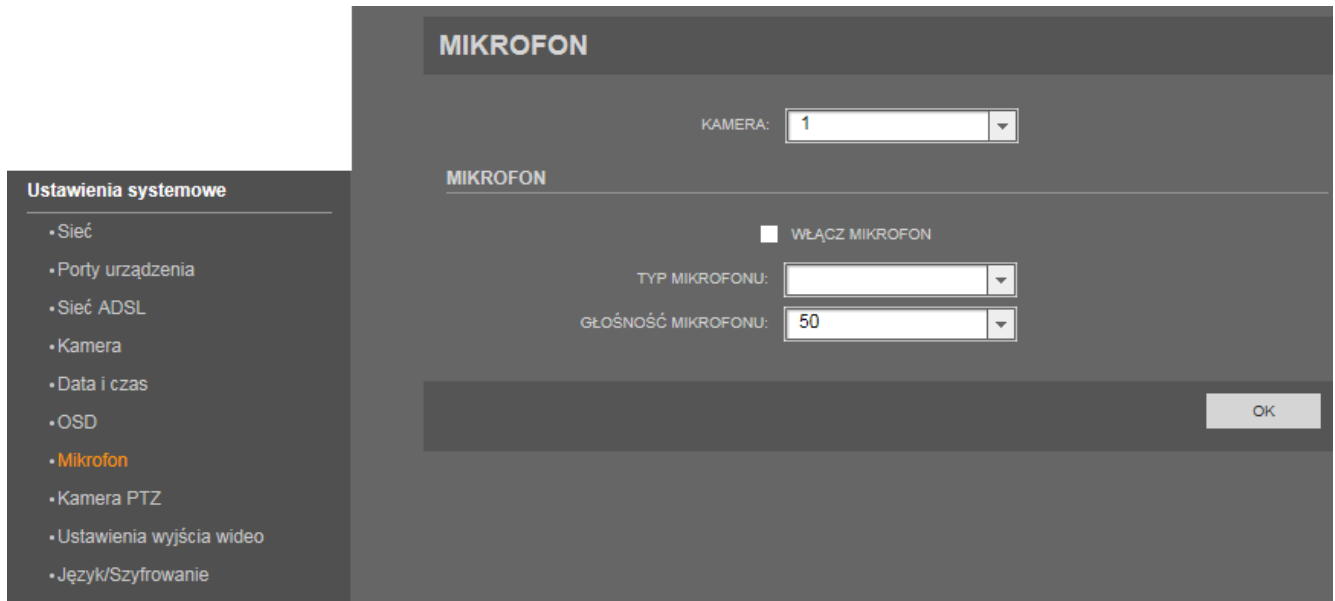 Ustawienia systemowe
•Sieć
•Porty urządzenia
•Sieć ADSL
•Kamera
•Data i czas
•OSD
•Mikrofon
•Kamera PTZ
•Ustawienia wyjścia wideo
•Język/Szyfrowanie
MIKROFON
KAMERA: 1
MIKROFON
WŁĄCZ MIKROFON
TYP MIKROFONU:
GŁOŚNOŚĆ MIKROFONU: 50
OK